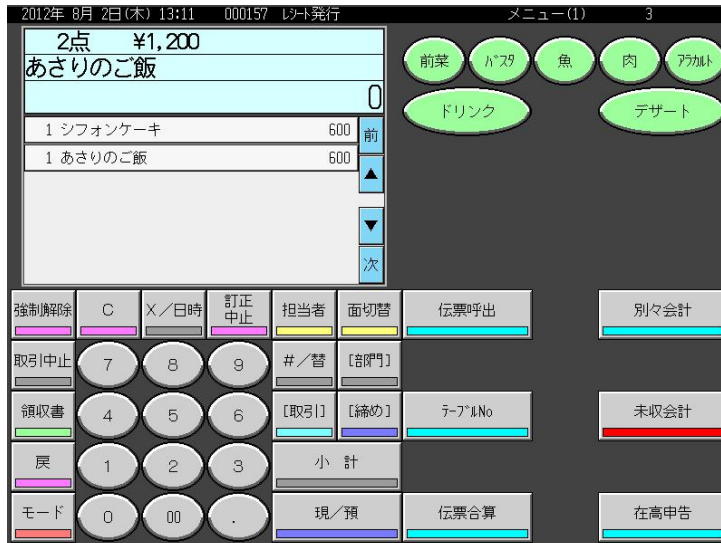 2012年 8月 2日(木) 13:11 000157 ﾚｼｰﾄ発行 メニュー(1) 3
2点 ¥1,200
あさりのご飯
0
1 シフォンケーキ 600
1 あさりのご飯 600
前
▲
▼
次
前菜 ﾊﾟｽﾀ 魚 肉 ｱﾗｶﾙﾄ
ドリンク デザート
強制解除 C X／日時 訂正中止 担当者 面切替 伝票呼出 別々会計
取引中止 7 8 9 #／替 [部門]
領収書 4 5 6 [取引] [締め] ﾃｰﾌﾞﾙNo 未収会計
戻 1 2 3 小 計
モード 0 00 . 現／預 伝票合算 在高申告